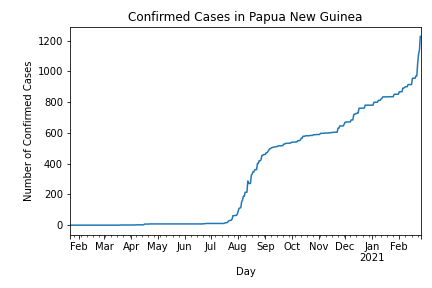 Confirmed Cases in Papua New Guinea
1200
1000
800
600
400
200
0
Number of Confirmed Cases
Feb Mar Apr May Jun Jul Aug Sep Oct Nov Dec Jan Feb
2021
Day